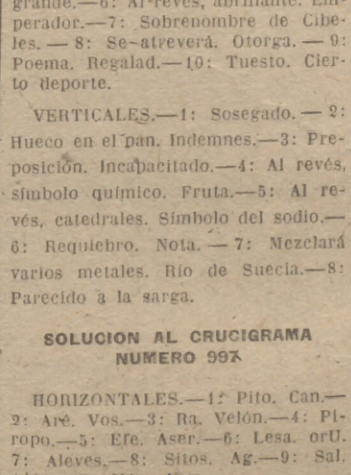 grande.—6: Al revés, abrillante. Em-
perador.—7: Sobrenombre de Cibe-
les. — 8: Se-atreverá. Otorga. — 9:
Poema. Regalad.—10: Tuesto. Cier-
to deporte.
VERTICALES.—1: Sosegado. — 2:
Hueco en el pan. Indemnes.—3: Pre-
posición. Incapacitado.—4: Al revés,
símbolo químico. Fruta.—5: Al re-
vés, catedrales. Símbolo del sodio.—
6: Requiebro. Nota. — 7: Mezclará
varios metales. Río de Suecia.—8:
Parecido a la sarga.
SOLUCION AL CRUCIGRAMA
NUMERO 997
HORIZONTALES.—1: Pito. Can.—
2: Aré. Vos.—3: Ra. Velón.—4: Pi-
ropo.—5: Efe. Aser.—6: Lesa. orU.
7: Aleves.—8: Sitos. Ag.—9: Sal.